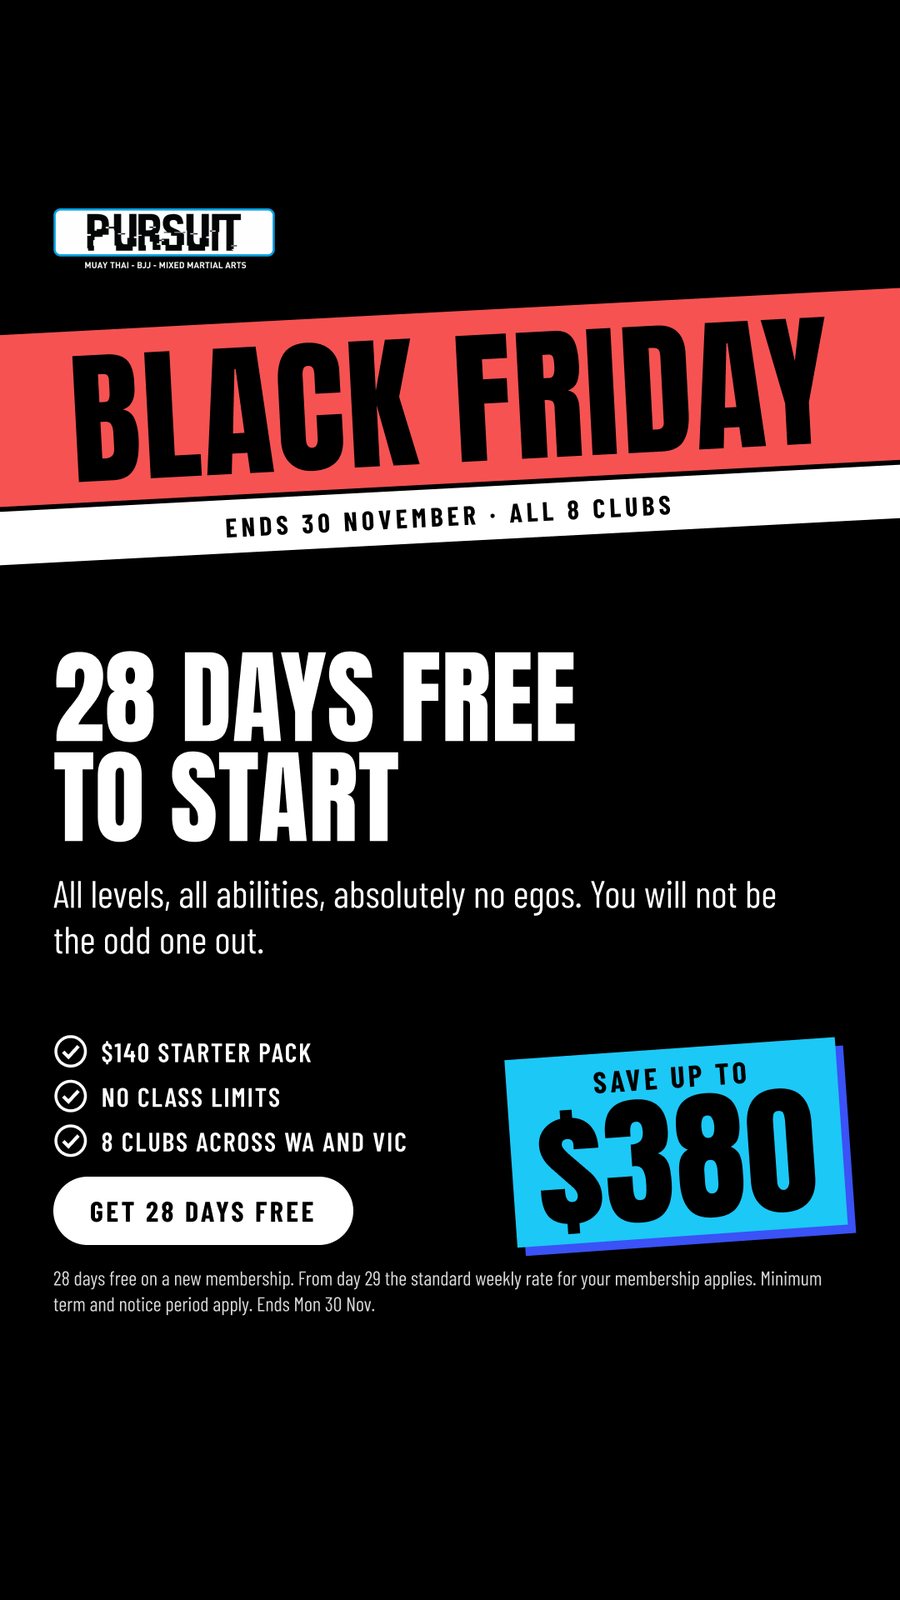 PURSUIT
MUAY THAI - BJJ - MIXED MARTIAL ARTS
BLACK FRIDAY
ENDS 30 NOVEMBER · ALL 8 CLUBS
28 DAYS FREE
TO START
All levels, all abilities, absolutely no egos. You will not be
the odd one out.
$140 STARTER PACK
NO CLASS LIMITS
8 CLUBS ACROSS WA AND VIC
SAVE UP TO
$380
GET 28 DAYS FREE
28 days free on a new membership. From day 29 the standard weekly rate for your membership applies. Minimum
term and notice period apply. Ends Mon 30 Nov.